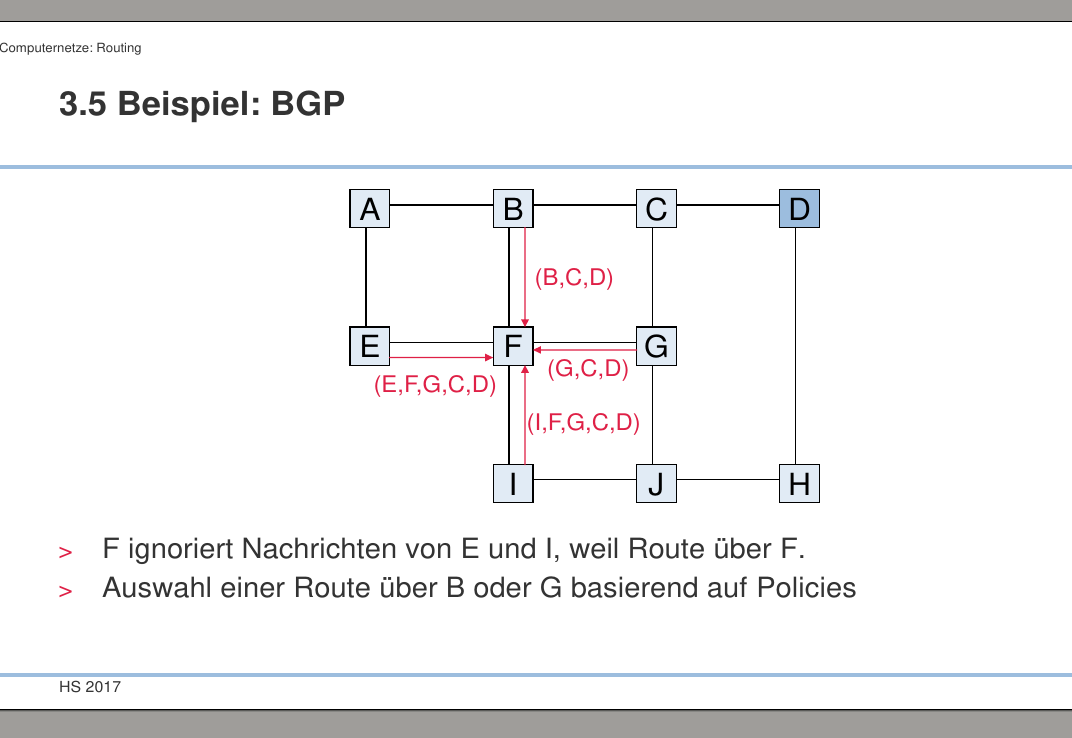 Computernetze: Routing
3.5 Beispiel: BGP
A B C D
(B,C,D)
E F G
(E,F,G,C,D) (G,C,D)
(I,F,G,C,D)
I J H
> F ignoriert Nachrichten von E und I, weil Route über F.
> Auswahl einer Route über B oder G basierend auf Policies
HS 2017